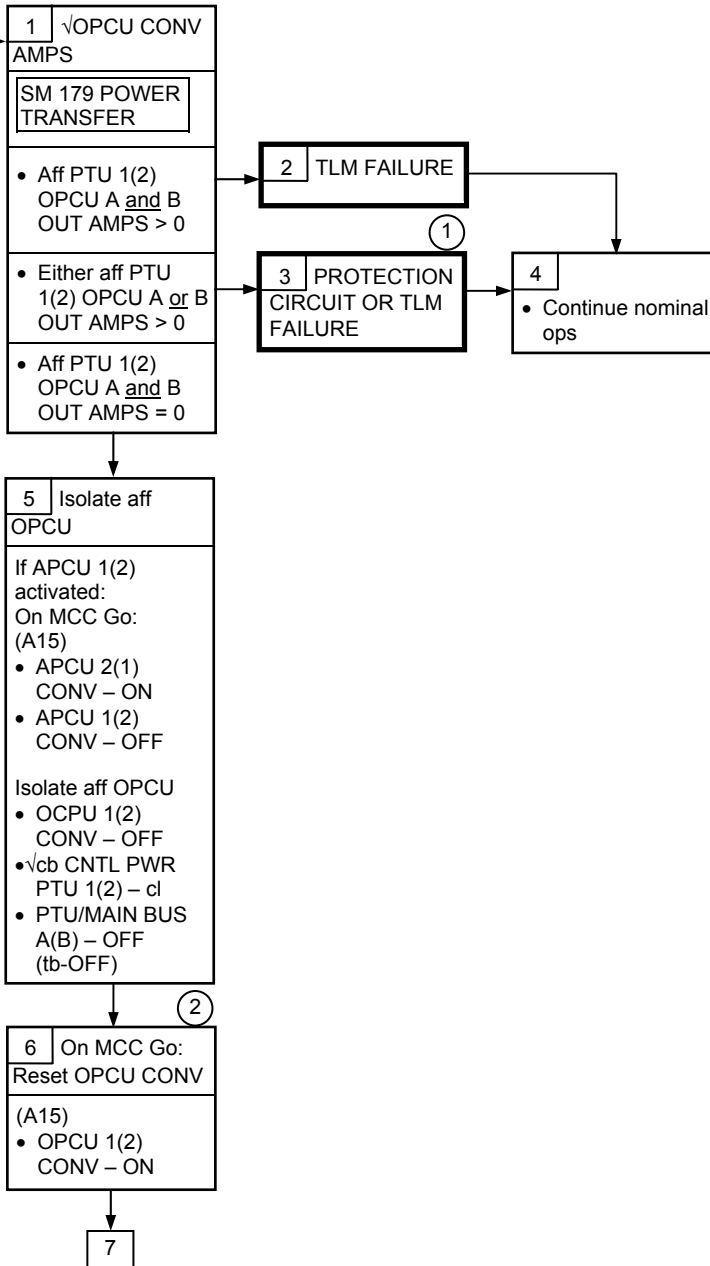 1 √OPCU CONV
AMPS
SM 179 POWER
TRANSFER
• Aff PTU 1(2)
OPCU A and B
OUT AMPS > 0
• Either aff PTU
1(2) OPCU A or B
OUT AMPS > 0
• Aff PTU 1(2)
OPCU A and B
OUT AMPS = 0
2 TLM FAILURE
1
3 PROTECTION
CIRCUIT OR TLM
FAILURE
4
• Continue nominal
ops
5 Isolate aff
OPCU
If APCU 1(2)
activated:
On MCC Go:
(A15)
• APCU 2(1)
CONV – ON
• APCU 1(2)
CONV – OFF
Isolate aff OPCU
• OCPU 1(2)
CONV – OFF
•√cb CNTL PWR
PTU 1(2) – cl
• PTU/MAIN BUS
A(B) – OFF
(tb-OFF)
2
6 On MCC Go:
Reset OPCU CONV
(A15)
• OPCU 1(2)
CONV – ON
7